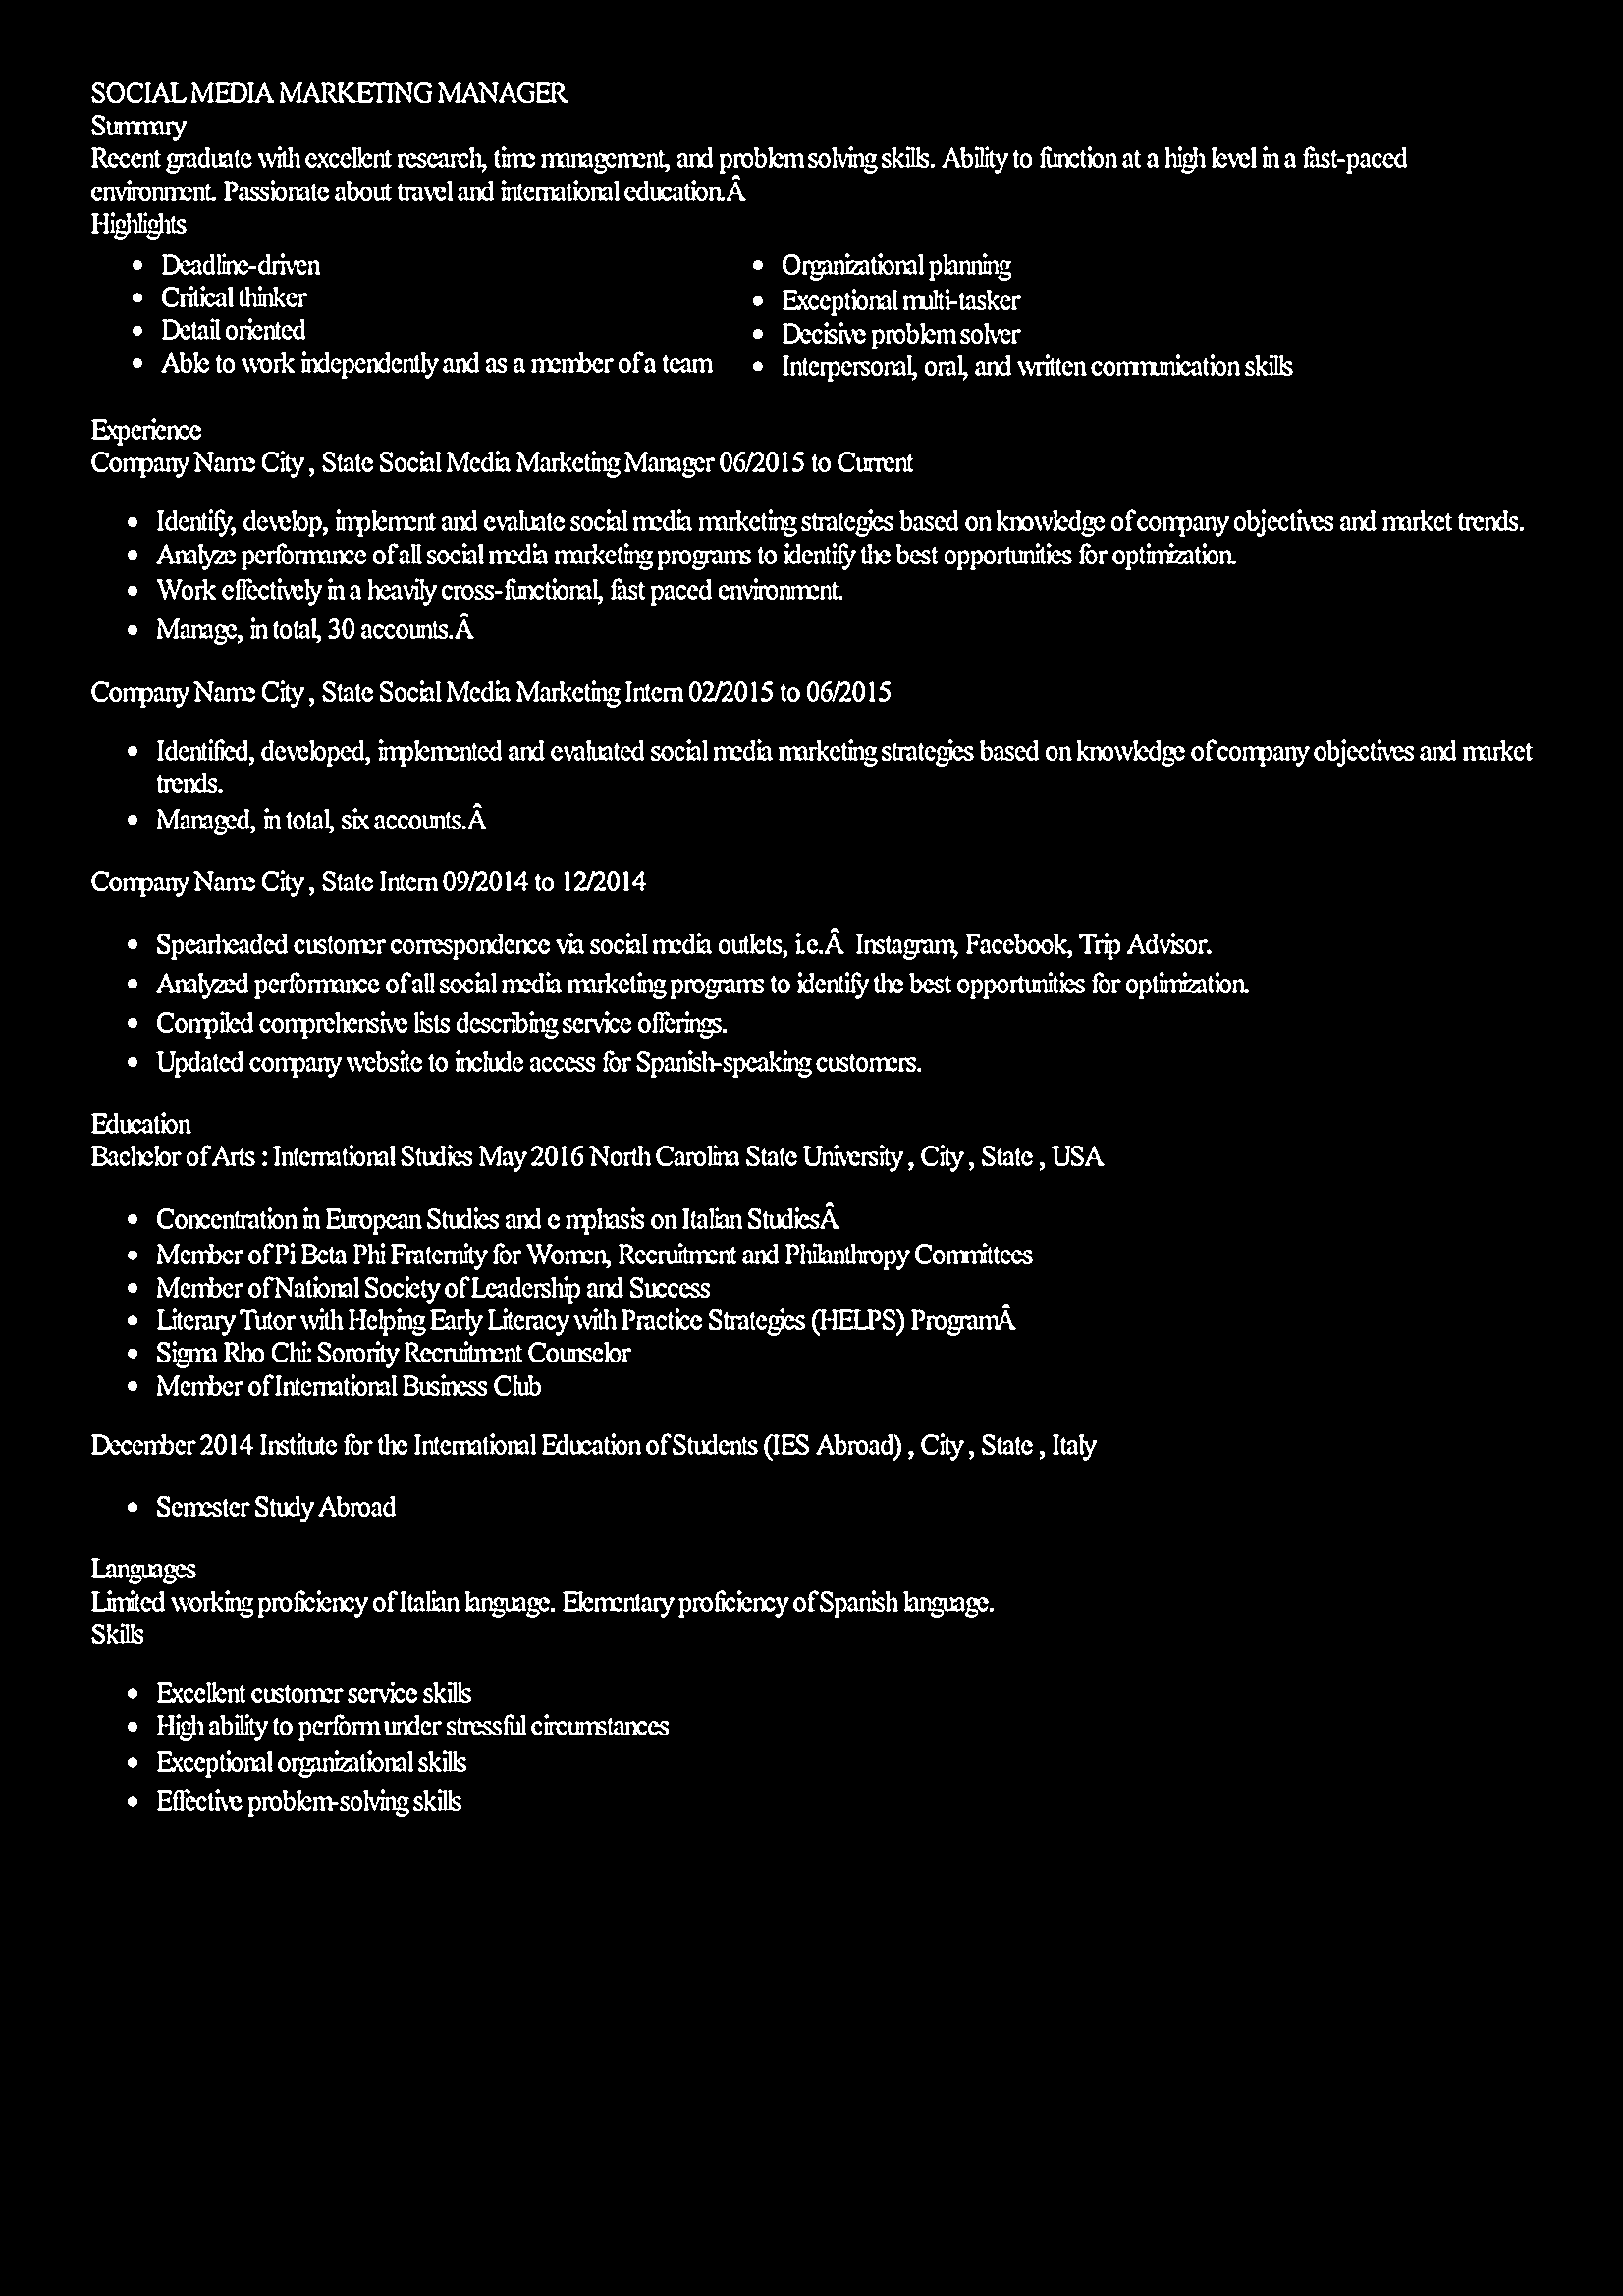 SOCIAL MEDIA MARKETING MANAGER
Summary
Recent graduate with excellent research, time management, and problem solving skills. Ability to function at a high level in a fast-paced
environment. Passionate about travel and international education.Â
Highlights
• Deadline-driven
• Critical thinker
• Detail oriented
• Able to work independently and as a member of a team
• Organizational planning
• Exceptional multi-tasker
• Decisive problem solver
• Interpersonal, oral, and written communication skills
Experience
Company Name City , State Social Media Marketing Manager 06/2015 to Current
• Identify, develop, implement and evaluate social media marketing strategies based on knowledge of company objectives and market trends.
• Analyze performance of all social media marketing programs to identify the best opportunities for optimization.
• Work effectively in a heavily cross-functional, fast paced environment.
• Manage, in total, 30 accounts.Â
Company Name City , State Social Media Marketing Intern 02/2015 to 06/2015
• Identified, developed, implemented and evaluated social media marketing strategies based on knowledge of company objectives and market
trends.
• Managed, in total, six accounts.Â
Company Name City , State Intern 09/2014 to 12/2014
• Spearheaded customer correspondence via social media outlets, i.e.Â Instagram, Facebook, Trip Advisor.
• Analyzed performance of all social media marketing programs to identify the best opportunities for optimization.
• Compiled comprehensive lists describing service offerings.
• Updated company website to include access for Spanish-speaking customers.
Education
Bachelor of Arts : International Studies May 2016 North Carolina State University , City , State , USA
• Concentration in European Studies and e mphasis on Italian StudiesÂ
• Member of Pi Beta Phi Fraternity for Women, Recruitment and Philanthropy Committees
• Member of National Society of Leadership and Success
• Literary Tutor with Helping Early Literacy with Practice Strategies (HELPS) ProgramÂ
• Sigma Rho Chi: Sorority Recruitment Counselor
• Member of International Business Club
December 2014 Institute for the International Education of Students (IES Abroad) , City , State , Italy
• Semester Study Abroad
Languages
Limited working proficiency of Italian language. Elementary proficiency of Spanish language.
Skills
• Excellent customer service skills
• High ability to perform under stressful circumstances
• Exceptional organizational skills
• Effective problem-solving skills